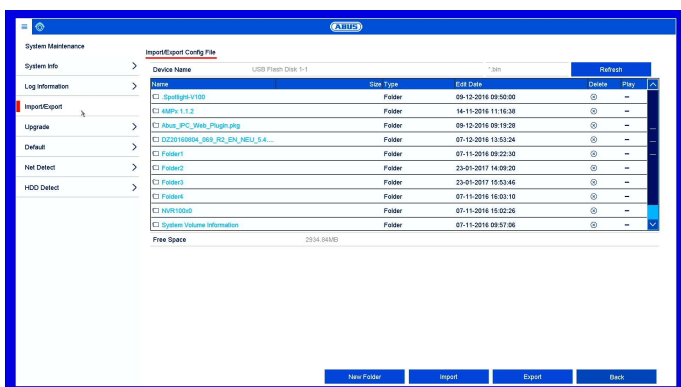 ABUS
System Maintenance
Import/Export Config File
System Info
Device Name USB Flash Disk 1-1 *.bin Refresh
Log Information
Name Size Type Edit Date Delete Play
.Spotlight-V100 Folder 09-12-2016 09:50:00
Import/Export
4MPx 1.1.2 Folder 14-11-2016 11:16:38
Abus_IPC_Web_Plugin.pkg Folder 09-12-2016 09:19:28
Upgrade
DZ20160804_069_R2_EN_NEU_5.4.... Folder 07-12-2016 13:53:24
Default
Folder1 Folder 07-11-2016 09:22:30
Net Detect
Folder2 Folder 23-01-2017 14:09:20
Folder3 Folder 23-01-2017 15:53:46
HDD Detect
Folder4 Folder 07-11-2016 16:03:10
NVR100x0 Folder 07-11-2016 15:02:26
System Volume Information Folder 07-11-2016 09:57:06
Free Space 2934.84MB
New Folder Import Export Back